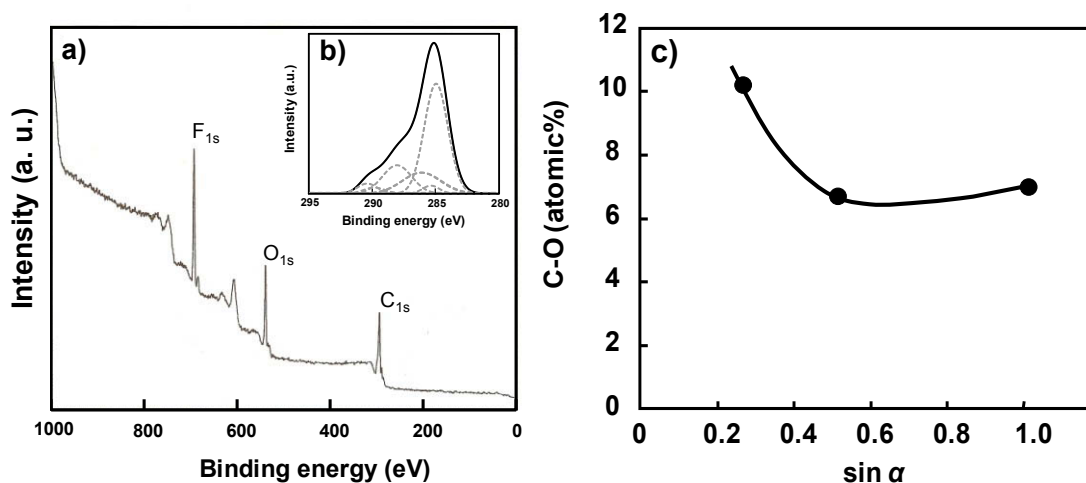 a)
Intensity (a. u.)
F1s
O1s
C1s
1000 800 600 400 200 0
Binding energy (eV)
b)
Intensity (a.u.)
295 290 285 280
Binding energy (eV)
c)
C-O (atomic%)
12
10
8
6
4
2
0
0 0.2 0.4 0.6 0.8 1.0
sin α